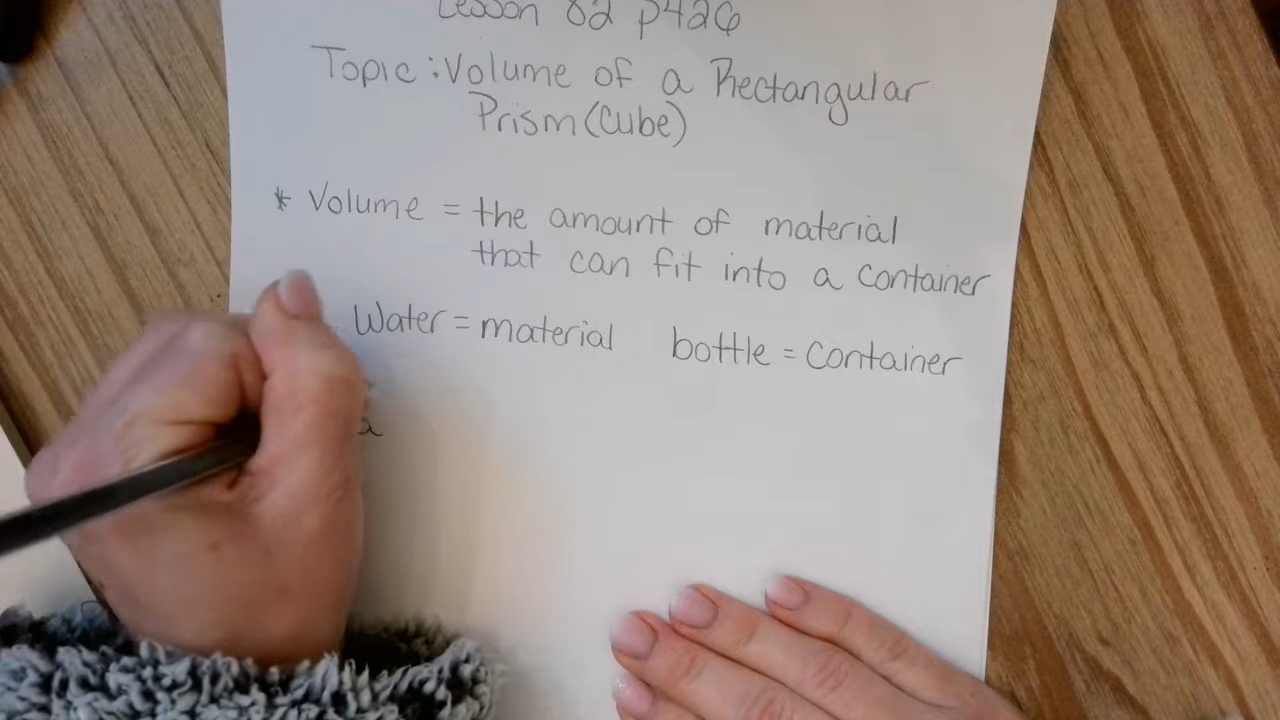 Lesson 82 p426
Topic: Volume of a Rectangular
Prism (Cube)
* Volume = the amount of material
that can fit into a container
Water = material bottle = container